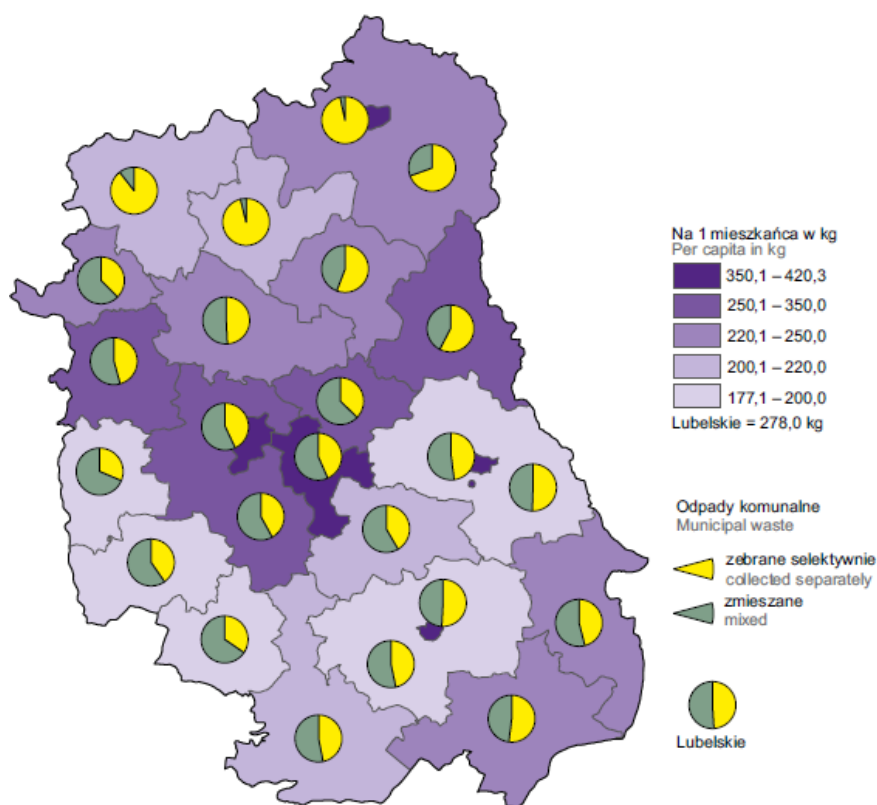 Na 1 mieszkańca w kg
Per capita in kg
350,1 – 420,3
250,1 – 350,0
220,1 – 250,0
200,1 – 220,0
177,1 – 200,0
Lubelskie = 278,0 kg
Odpady komunalne
Municipal waste
zebrane selektywnie
collected separately
zmieszane
mixed
Lubelskie